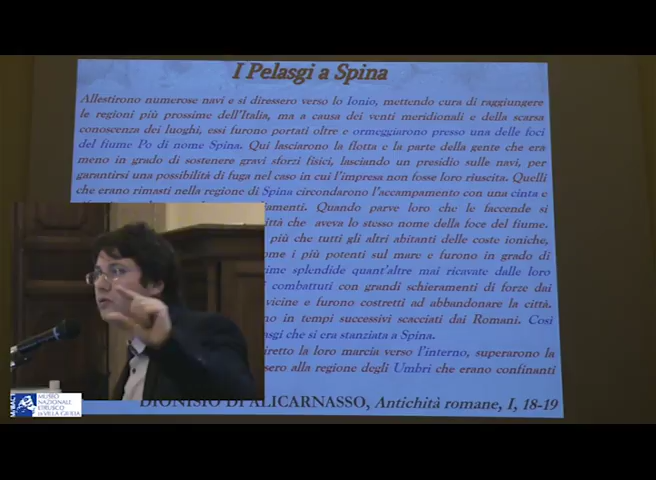 I Pelasgi a Spina
Allestirono numerose navi e si diressero verso lo Ionio, mettendo cura di raggiungere
le regioni più prossime dell'Italia, ma a causa dei venti meridionali e della scarsa
conoscenza dei luoghi, essi furono portati oltre e ormeggiarono presso una delle foci
del fiume Po di nome Spina. Qui lasciarono la flotta e la parte della gente che era
meno in grado di sostenere gravi sforzi fisici, lasciando un presidio sulle navi, per
garantirsi una possibilità di fuga nel caso in cui l'impresa non fosse loro riuscita. Quelli
che erano rimasti nella regione di Spina circondarono l'accampamento con una cinta e
Quando parve loro che le faccende si
che aveva lo stesso nome della foce del fiume.
più che tutti gli altri abitanti delle coste ioniche,
i più potenti sul mare e furono in grado di
splendide quant'altre mai ricavate dalle loro
combattuti con grandi schieramenti di forze dai
vicine e furono costretti ad abbandonare la città.
in tempi successivi scacciati dai Romani. Così
che si era stanziata a Spina.
la loro marcia verso l'interno, superarono la
alla regione degli Umbri che erano confinanti
DIONISIO DI ALICARNASSO, Antichità romane, I, 18-19
MUSEO
NAZIONALE
ETRUSCO
DI VILLA GIULIA